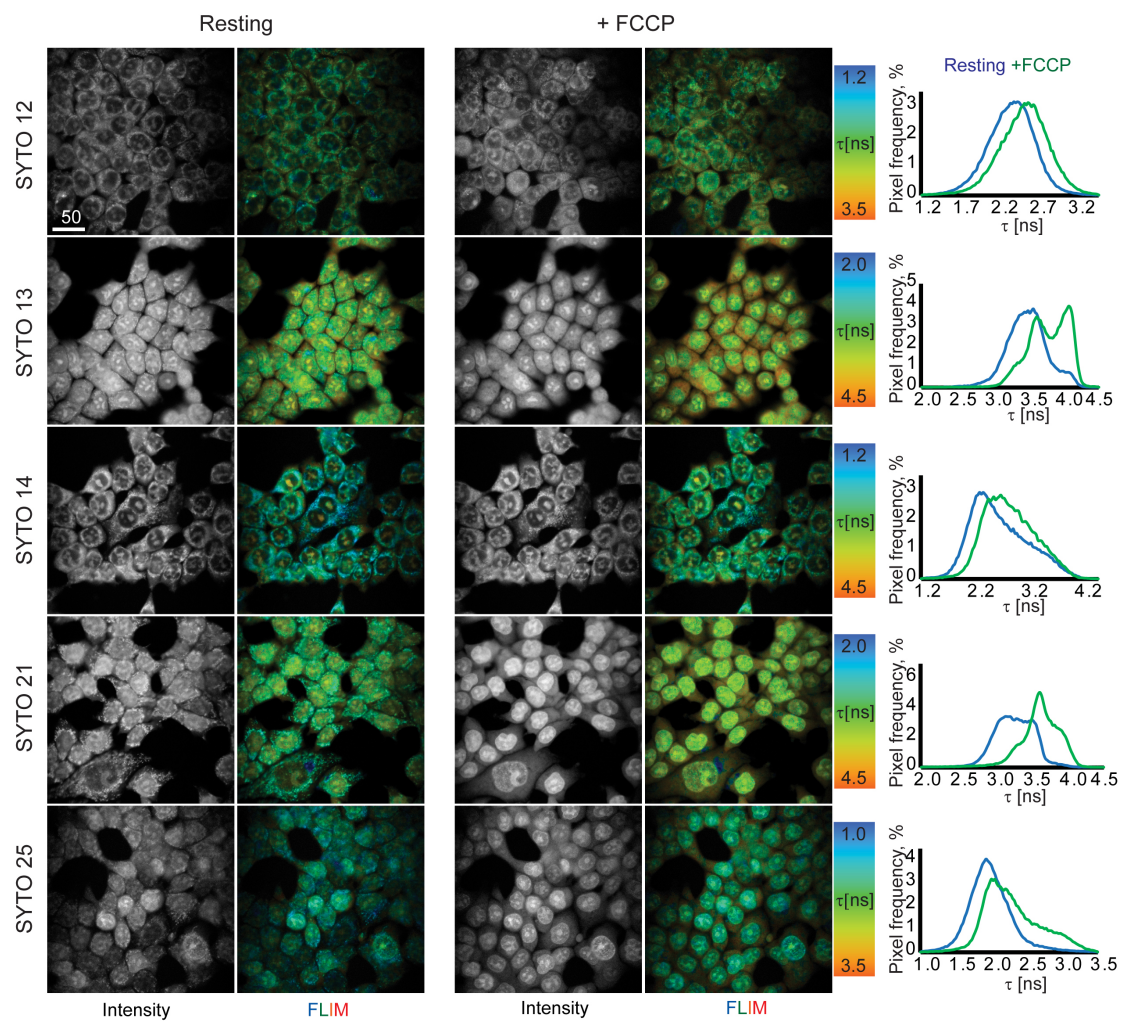 Resting
+ FCCP
SYTO 12
50
1.2
τ[ns]
3.5
Resting +FCCP
Pixel frequency, %
3
2
1
0
1.2 1.7 2.2 2.7 3.2
τ [ns]
SYTO 13
2.0
τ[ns]
4.5
Pixel frequency, %
5
4
3
2
1
0
2.0 2.5 3.0 3.5 4.0 4.5
τ [ns]
SYTO 14
1.2
τ[ns]
4.5
Pixel frequency, %
3
2
1
0
1.2 2.2 3.2 4.2
τ [ns]
SYTO 21
2.0
τ[ns]
4.5
Pixel frequency, %
6
4
2
0
2.0 2.5 3.0 3.5 4.0 4.5
τ [ns]
SYTO 25
1.0
τ[ns]
3.5
Pixel frequency, %
4
3
2
1
0
1.0 1.5 2.0 2.5 3.0 3.5
τ [ns]
Intensity
FLIM
Intensity
FLIM